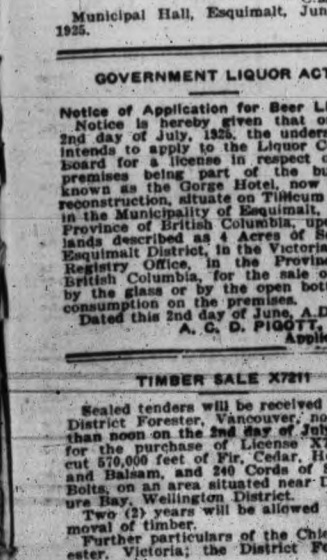 Municipal Hall, Esquimalt, Jun
1925.
GOVERNMENT LIQUOR ACT
Notice of Application for Beer Li
Notice is hereby given that o
2nd day of July, 1925, the undern
intends to apply to the Liquor C
Board for a license in respect o
premises being part of the bu
known as the Gorge Hotel, now
reconstruction, situate on Tillicum
in the Municipality of Esquimalt,
Province of British Columbia, upo
lands described as 4 Acres of Se
Esquimalt District, in the Victoria
Registry Office, in the Provin
British Columbia, for the sale o
by the glass or by the open bott
consumption on the premises.
Dated this 2nd day of June, A.D
A. C. D. PIGOTT,
Appli
TIMBER SALE X7211
Sealed tenders will be received
District Forester, Vancouver, no
than noon on the 2nd day of July
for the purchase of License X7
cut 570,000 feet of Fir, Cedar, He
and Balsam, and 240 Cords of
Bolts, on an area situated near D
ure Bay, Wellington District.
Two (2) years will be allowed
moval of timber.
Further particulars of the Chie
ester, Victoria; the District F